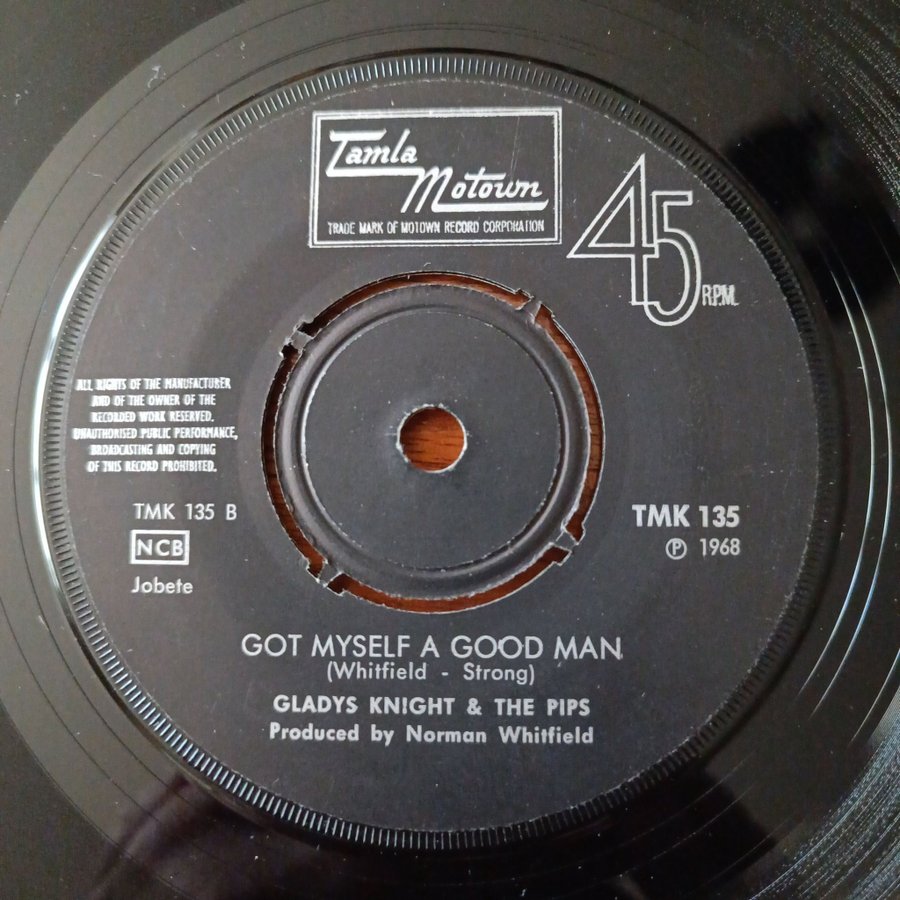 Tamla
Motown
TRADE MARK OF MOTOWN RECORD CORPORATION
45
R.P.M.
ALL RIGHTS OF THE MANUFACTURER
AND OF THE OWNER OF THE
RECORDED WORK RESERVED.
UNAUTHORISED PUBLIC PERFORMANCE,
BROADCASTING AND COPYING
OF THIS RECORD PROHIBITED.
TMK 135 B
NCB
Jobete
TMK 135
Ⓟ 1968
GOT MYSELF A GOOD MAN
(Whitfield - Strong)
GLADYS KNIGHT & THE PIPS
Produced by Norman Whitfield